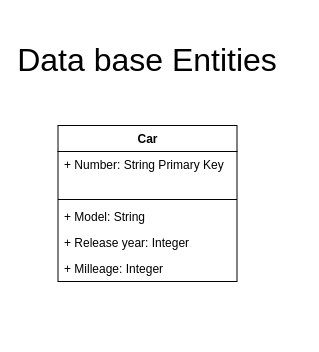 Data base Entities
Car
+ Number: String Primary Key
+ Model: String
+ Release year: Integer
+ Milleage: Integer